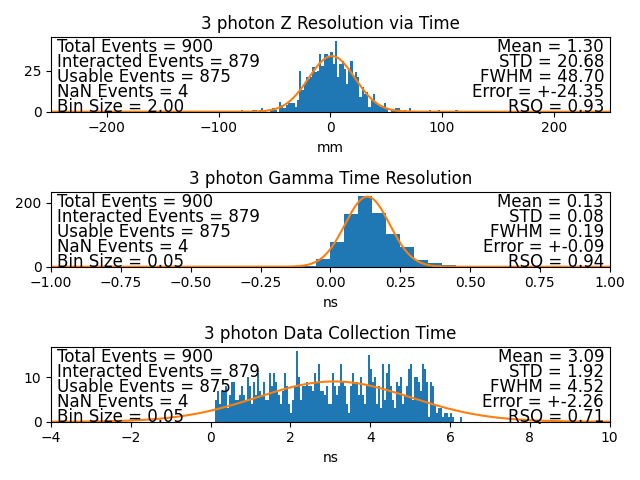 3 photon Z Resolution via Time
Total Events = 900
Interacted Events = 879
Usable Events = 875
NaN Events = 4
Bin Size = 2.00
Mean = 1.30
STD = 20.68
FWHM = 48.70
Error = +-24.35
RSQ = 0.93
25
0
−200
−100
0
100
200
mm
3 photon Gamma Time Resolution
Total Events = 900
Interacted Events = 879
Usable Events = 875
NaN Events = 4
Bin Size = 0.05
Mean = 0.13
STD = 0.08
FWHM = 0.19
Error = +-0.09
RSQ = 0.94
200
0
−1.00
−0.75
−0.50
−0.25
0.00
0.25
0.50
0.75
1.00
ns
3 photon Data Collection Time
Total Events = 900
Interacted Events = 879
Usable Events = 875
NaN Events = 4
Bin Size = 0.05
Mean = 3.09
STD = 1.92
FWHM = 4.52
Error = +-2.26
RSQ = 0.71
10
0
−4
−2
0
2
4
6
8
10
ns